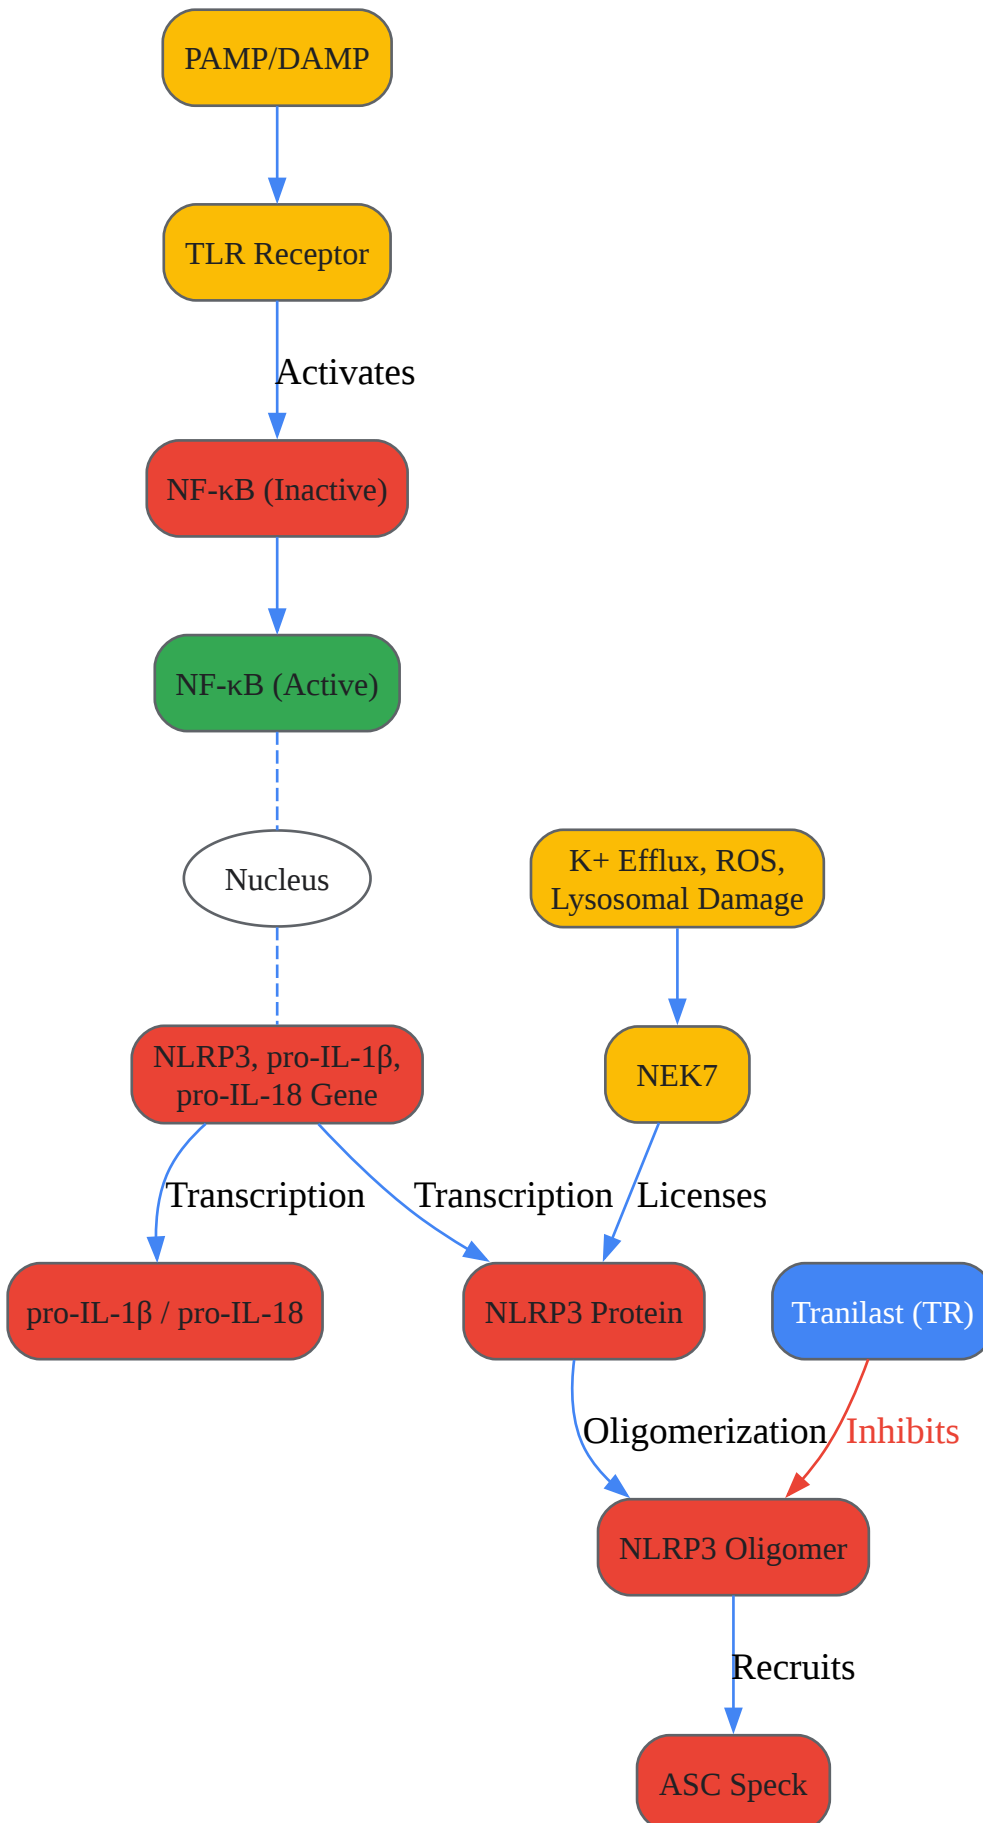 PAMP/DAMP
TLR Receptor
Activates
NF-κB (Inactive)
NF-κB (Active)
Nucleus
K+ Efflux, ROS,
Lysosomal Damage
NLRP3, pro-IL-1β,
pro-IL-18 Gene
NEK7
Transcription
Transcription
Licenses
pro-IL-1β / pro-IL-18
NLRP3 Protein
Tranilast (TR)
Oligomerization
Inhibits
NLRP3 Oligomer
Recruits
ASC Speck